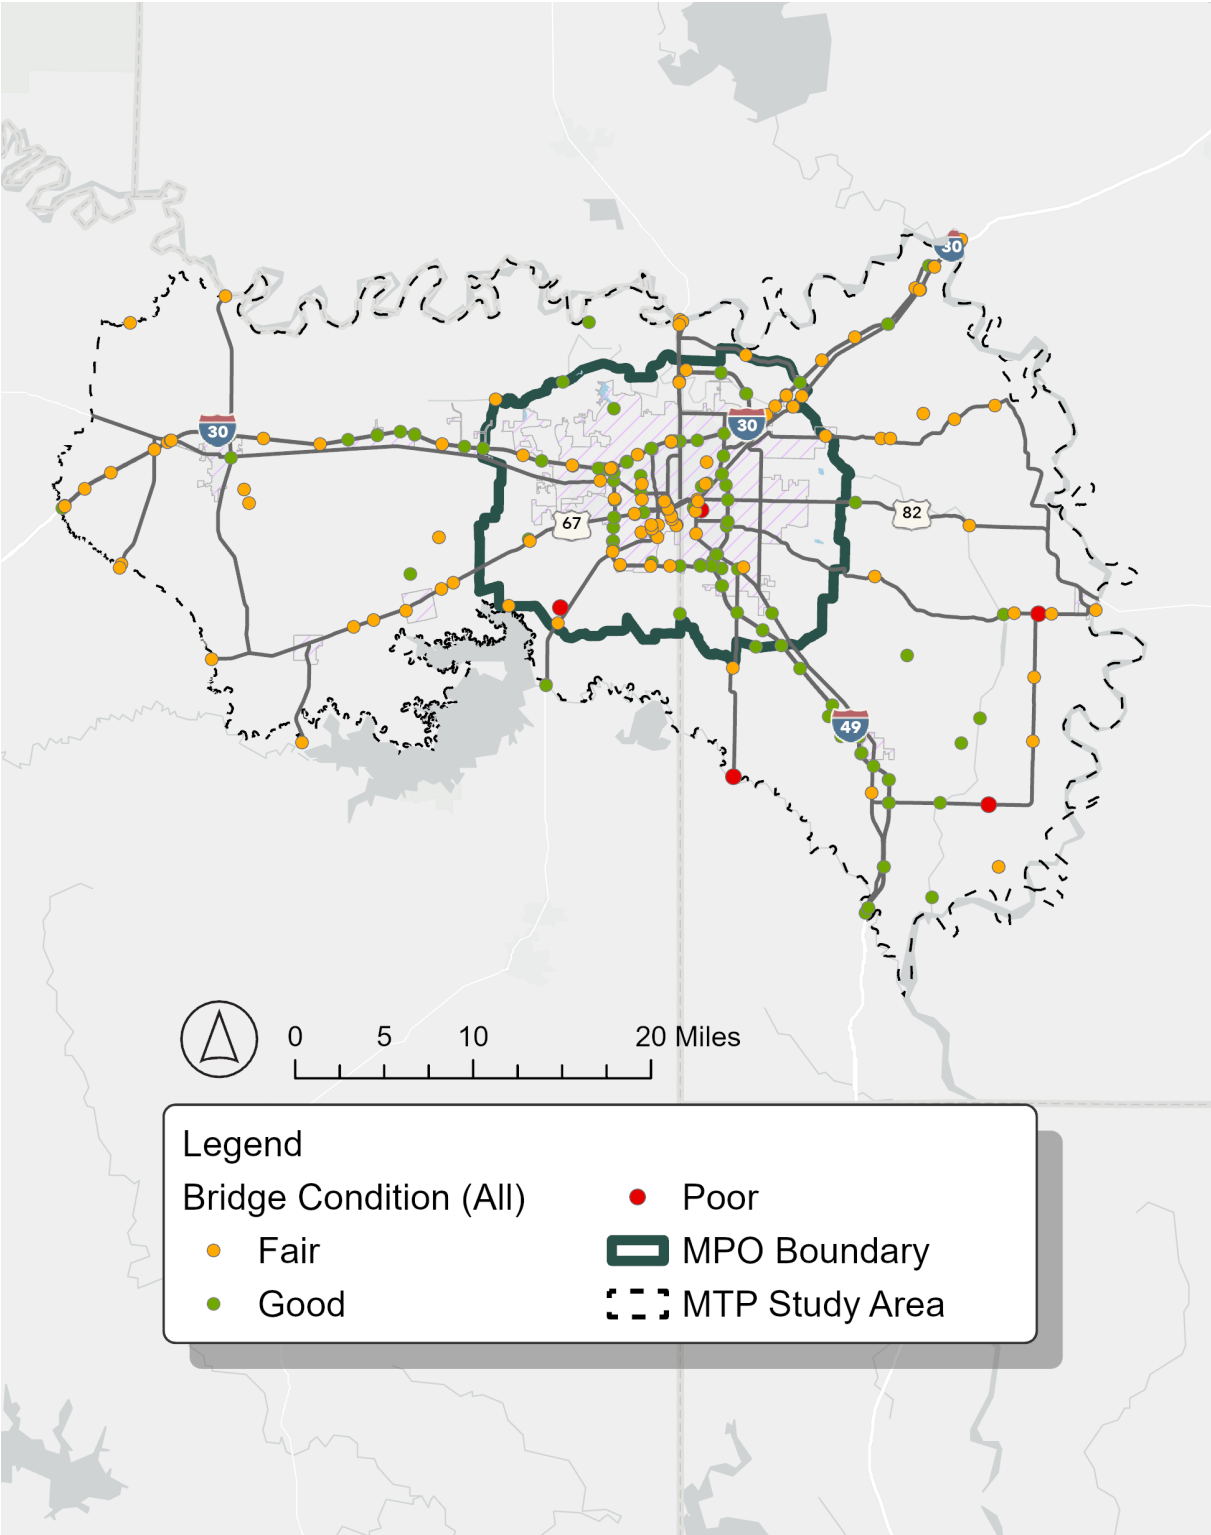 30
30
30
82
67
49
0 5 10 20 Miles
Legend
Bridge Condition (All)
Poor
Fair
MPO Boundary
Good
MTP Study Area